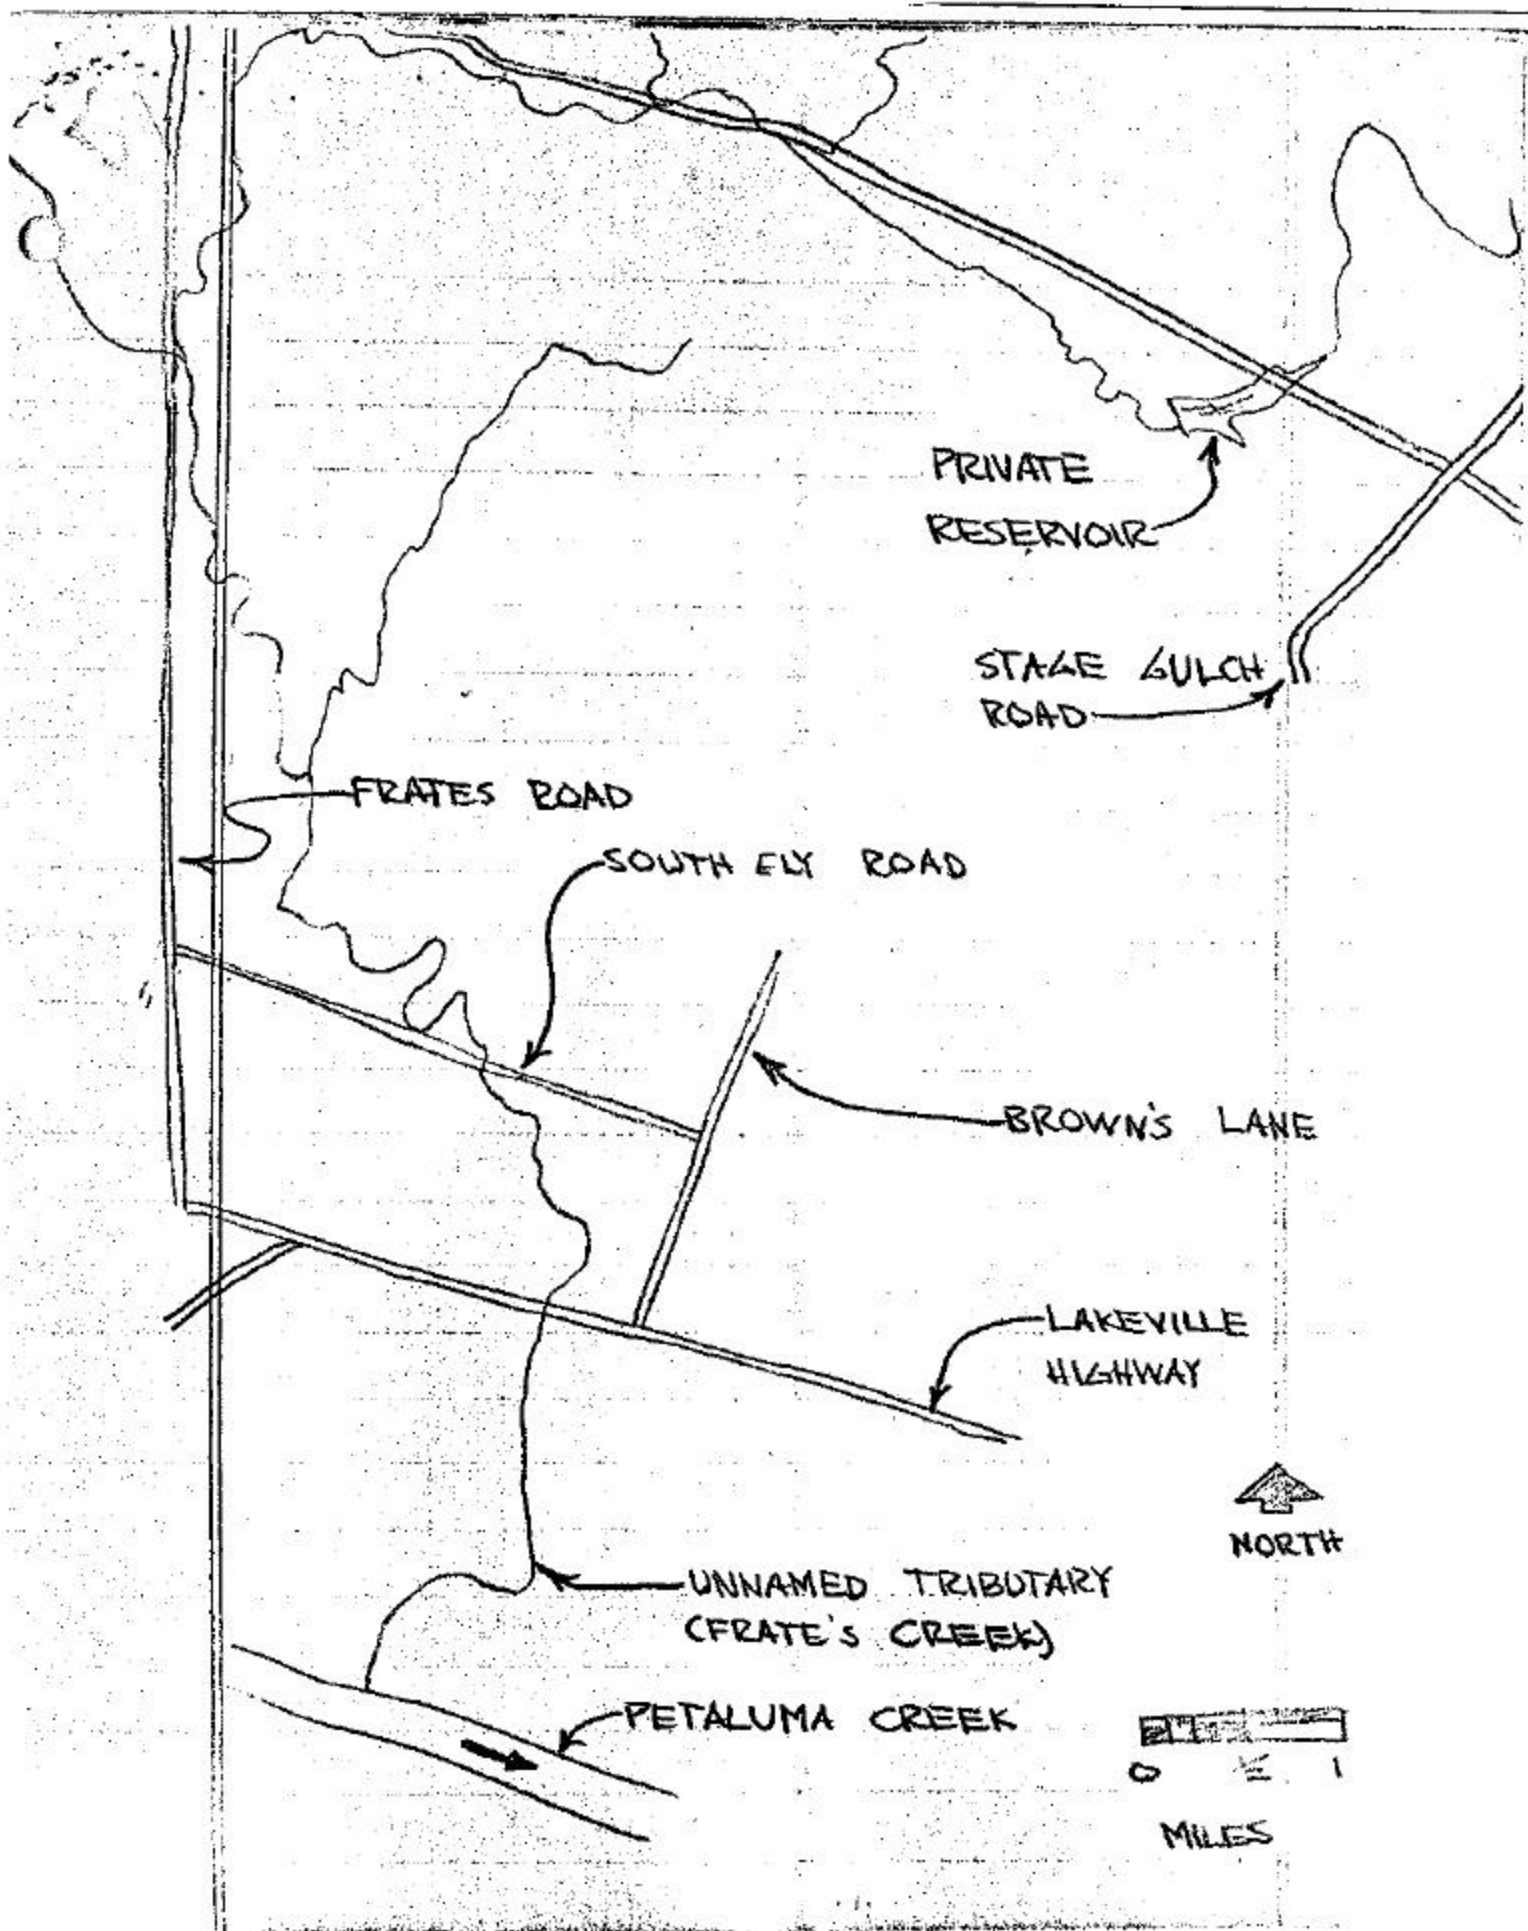 PRIVATE
RESERVOIR
STAGE GULCH
ROAD
FRATES ROAD
SOUTH ELY ROAD
BROWN'S LANE
LAKEVILLE
HIGHWAY
NORTH
UNNAMED TRIBUTARY
(FRATE'S CREEK)
PETALUMA CREEK
0 1
MILES